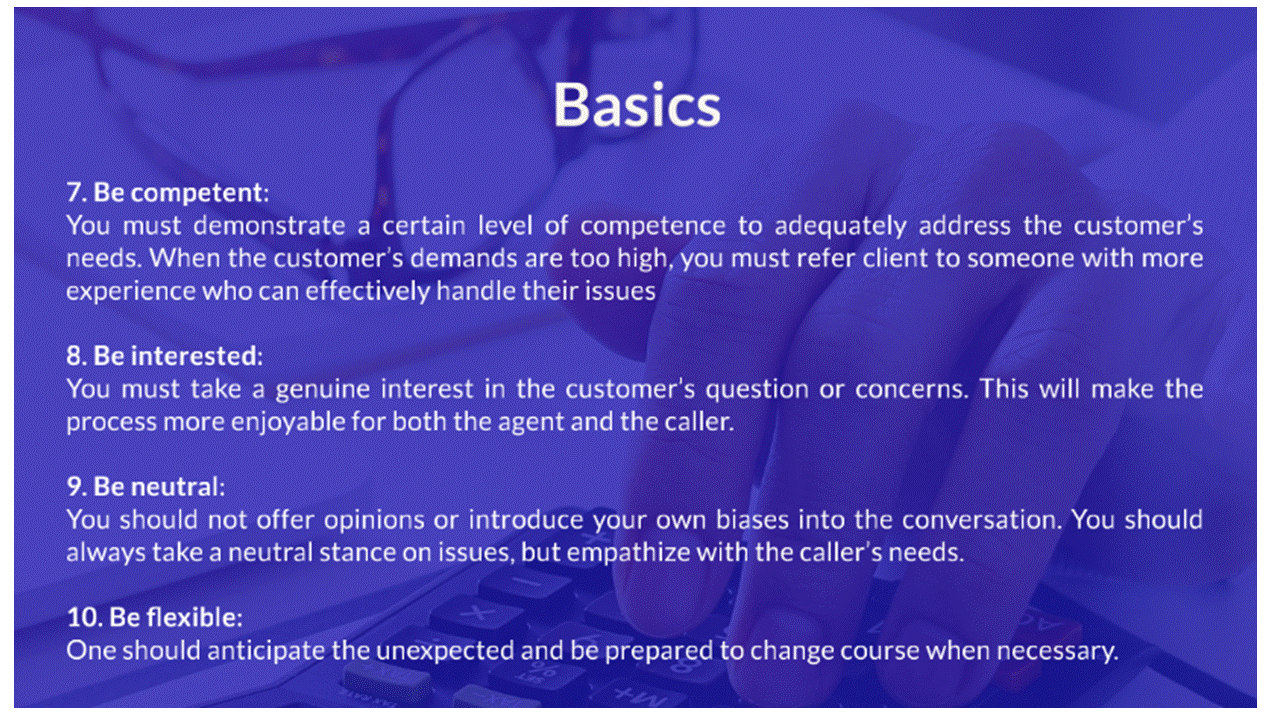 Basics
7. Be competent:
You must demonstrate a certain level of competence to adequately address the customer's
needs. When the customer's demands are too high, you must refer client to someone with more
experience who can effectively handle their issues
8. Be interested:
You must take a genuine interest in the customer's question or concerns. This will make the
process more enjoyable for both the agent and the caller.
9. Be neutral:
You should not offer opinions or introduce your own biases into the conversation. You should
always take a neutral stance on issues, but empathize with the caller's needs.
10. Be flexible:
One should anticipate the unexpected and be prepared to change course when necessary.
M+